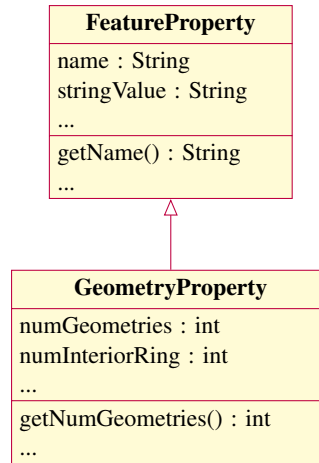 FeatureProperty
name : String
stringValue : String
...
getName() : String
...
GeometryProperty
numGeometries : int
numInteriorRing : int
...
getNumGeometries() : int
...